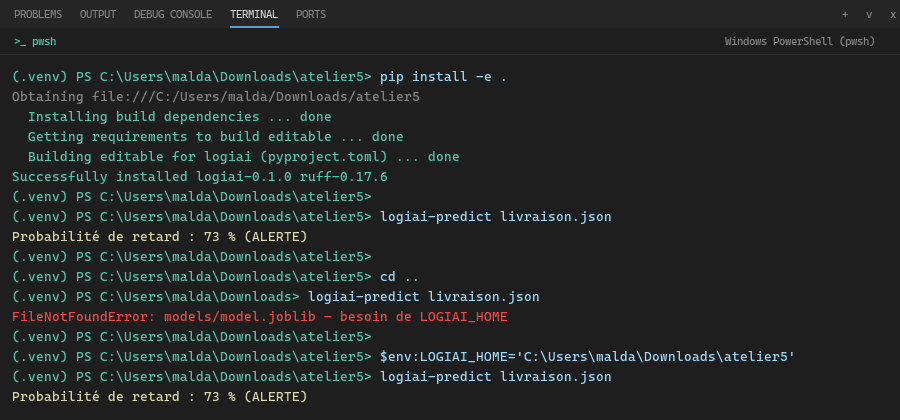 PROBLEMS OUTPUT DEBUG CONSOLE TERMINAL PORTS + v x
>_ pwsh Windows PowerShell (pwsh)
(.venv) PS C:\Users\malda\Downloads\atelier5> pip install -e .
Obtaining file:///C:/Users/malda/Downloads/atelier5
  Installing build dependencies ... done
  Getting requirements to build editable ... done
  Building editable for logiai (pyproject.toml) ... done
Successfully installed logiai-0.1.0 ruff-0.17.6
(.venv) PS C:\Users\malda\Downloads\atelier5>
(.venv) PS C:\Users\malda\Downloads\atelier5> logiai-predict livraison.json
Probabilité de retard : 73 % (ALERTE)
(.venv) PS C:\Users\malda\Downloads\atelier5>
(.venv) PS C:\Users\malda\Downloads\atelier5> cd ..
(.venv) PS C:\Users\malda\Downloads> logiai-predict livraison.json
FileNotFoundError: models/model.joblib — besoin de LOGIAI_HOME
(.venv) PS C:\Users\malda\Downloads\atelier5>
(.venv) PS C:\Users\malda\Downloads\atelier5> $env:LOGIAI_HOME='C:\Users\malda\Downloads\atelier5'
(.venv) PS C:\Users\malda\Downloads\atelier5> logiai-predict livraison.json
Probabilité de retard : 73 % (ALERTE)